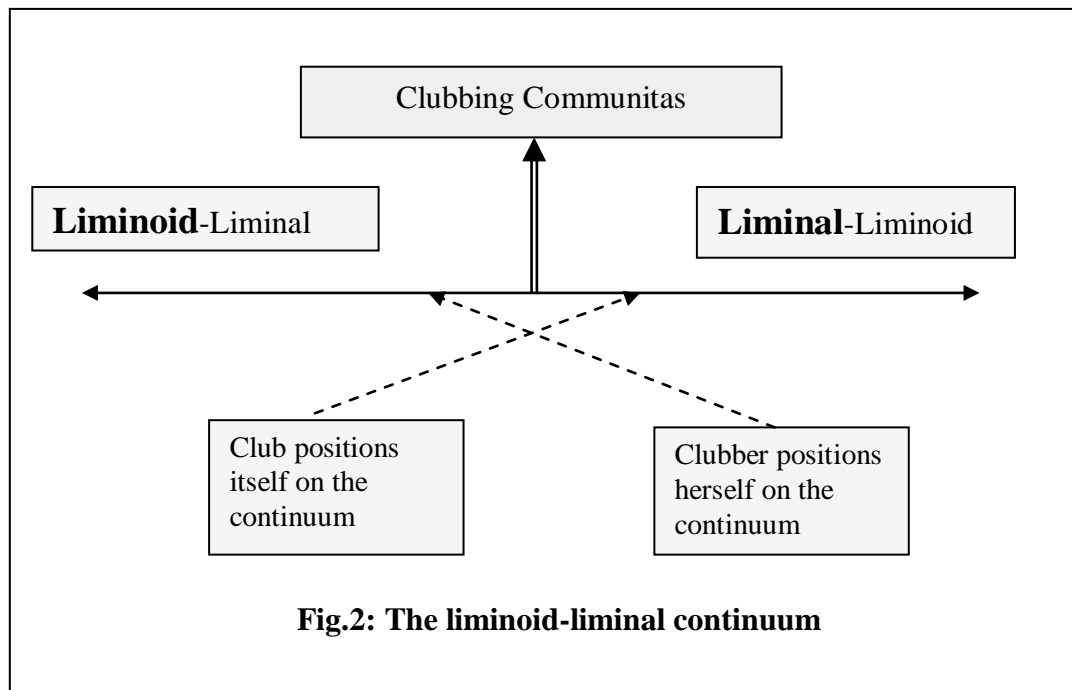 Clubbing Communitas
Liminoid-Liminal
Liminal-Liminoid
Club positions
itself on the
continuum
Clubber positions
herself on the
continuum
Fig.2: The liminoid-liminal continuum